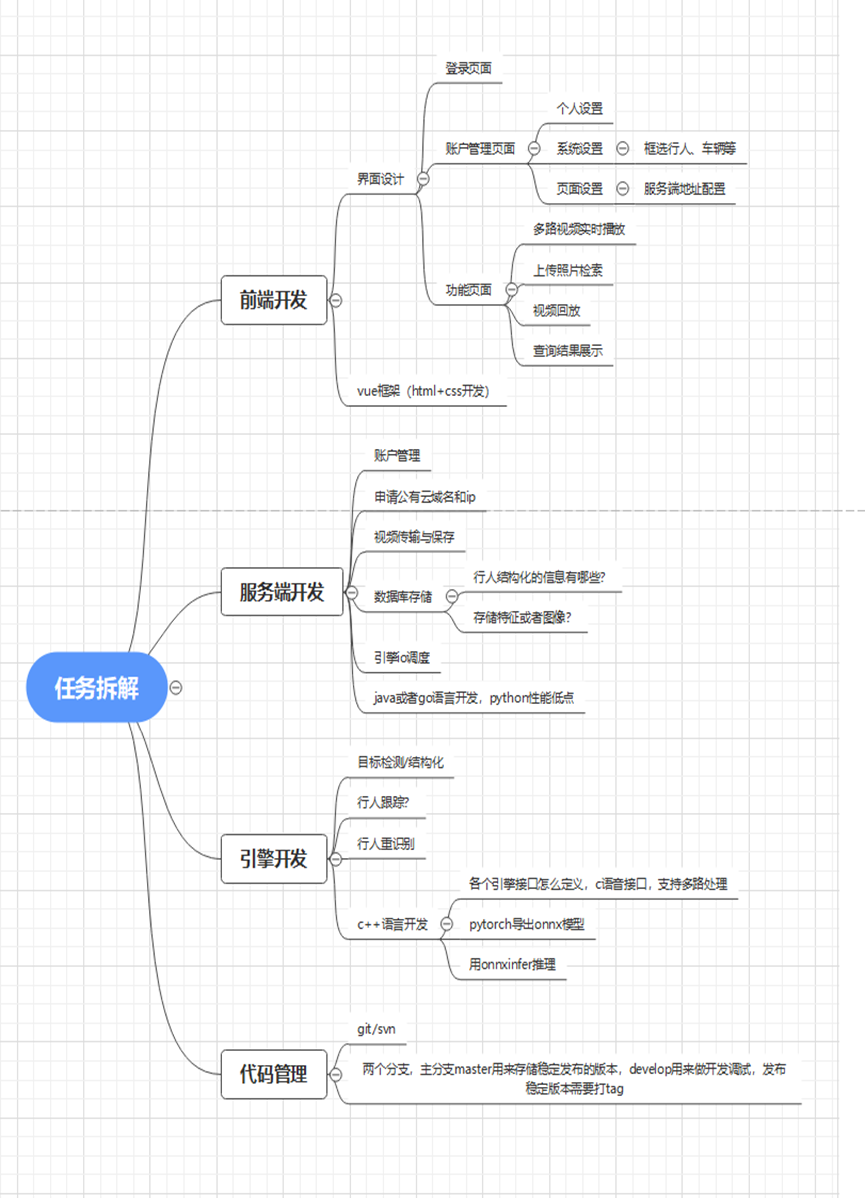 登录页面
个人设置
账户管理页面
系统设置
框选行人、车辆等
界面设计
页面设置
服务端地址配置
多路视频实时播放
上传照片检索
功能页面
前端开发
视频回放
查询结果展示
vue框架（html+css开发）
账户管理
申请公有云域名和ip
视频传输与保存
行人结构化的信息有哪些？
服务端开发
数据库存储
存储特征或者图像？
引擎io调度
任务拆解
java或者go语言开发，python性能低点
目标检测/结构化
行人跟踪？
行人重识别
引擎开发
各个引擎接口怎么定义，c语音接口，支持多路处理
c++语言开发
pytorch导出onnx模型
用onnxinfer推理
git/svn
代码管理
两个分支，主分支master用来存储稳定发布的版本，develop用来做开发调试，发布
稳定版本需要打tag